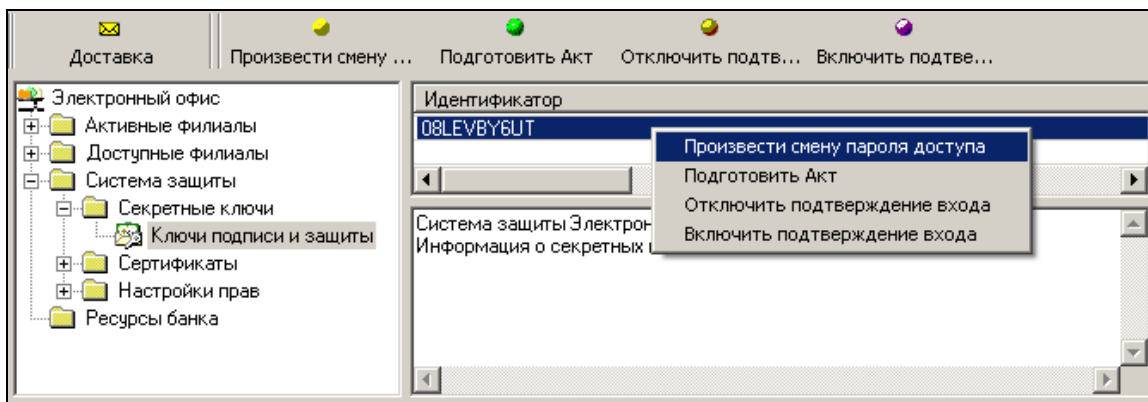 Доставка
Произвести смену ...
Подготовить Акт
Отключить подтв...
Включить подтве...
Электронный офис
Активные филиалы
Доступные филиалы
Система защиты
Секретные ключи
Ключи подписи и защиты
Сертификаты
Настройки прав
Ресурсы банка
Идентификатор
08LEVBY6UT
Произвести смену пароля доступа
Подготовить Акт
Отключить подтверждение входа
Включить подтверждение входа
Система защиты Электрон
Информация о секретных